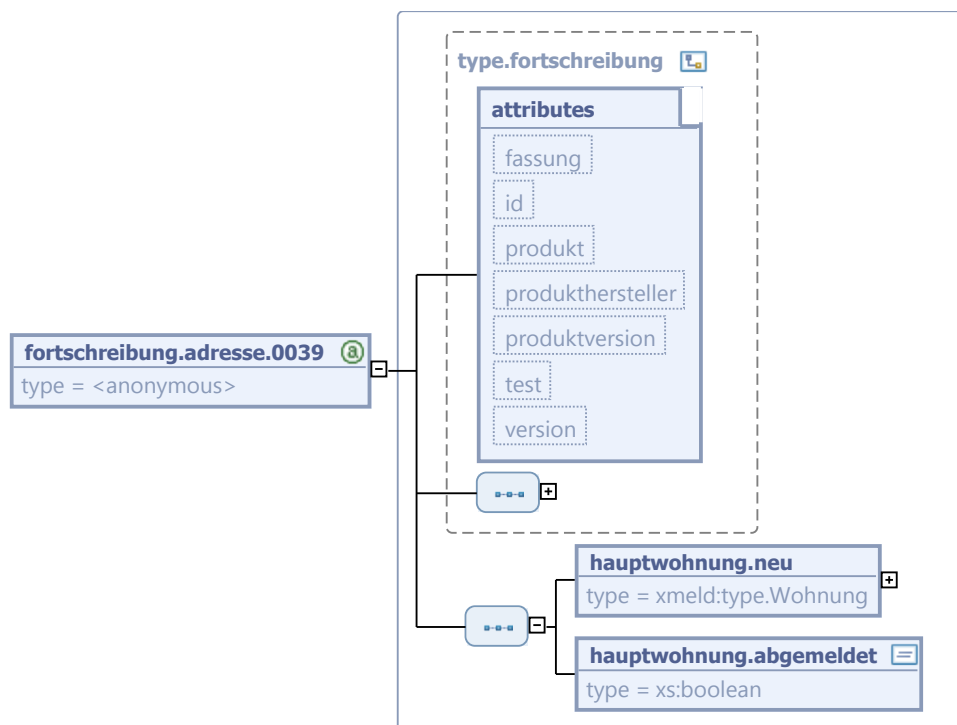 type.fortschreibung
attributes
fassung
id
produkt
produkthersteller
produktversion
test
version
fortschreibung.adresse.0039
type = <anonymous>
hauptwohnung.neu
type = xmeld:type.Wohnung
hauptwohnung.abgemeldet
type = xs:boolean